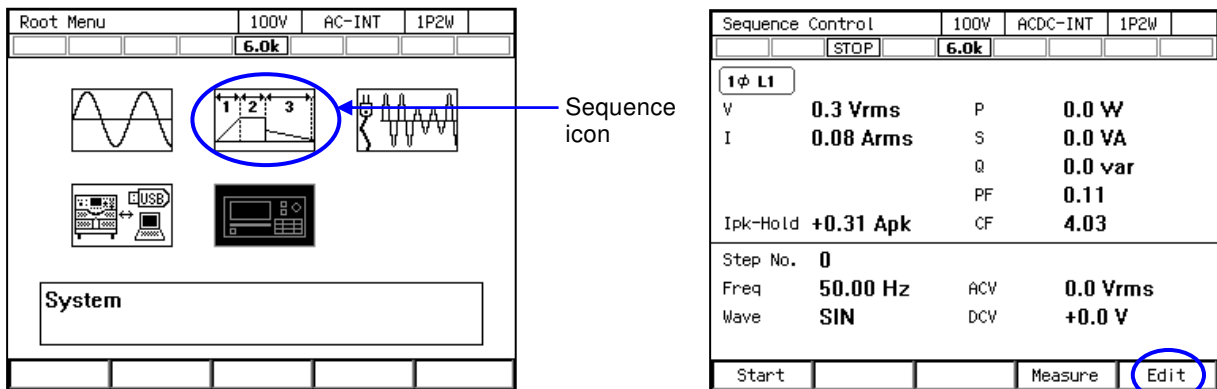 Root Menu 100V AC-INT 1P2W
6.0k
1 2 3
USB
Sequence
icon
System
Sequence Control 100V ACDC-INT 1P2W
STOP 6.0k
1φ L1
V 0.3 Vrms P 0.0 W
I 0.08 Arms S 0.0 VA
Q 0.0 var
PF 0.11
Ipk-Hold +0.31 Apk CF 4.03
Step No. 0
Freq 50.00 Hz ACV 0.0 Vrms
Wave SIN DCV +0.0 V
Start Measure Edit